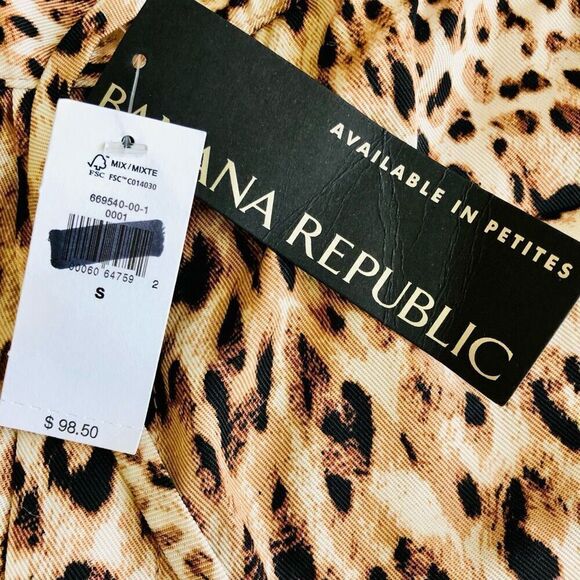 MIX/MIXTE
FSC FSC™ C014030
669540-00-1
0001
00060 64759 2
S
$ 98.50
AVAILABLE IN PETITES
BANANA REPUBLIC